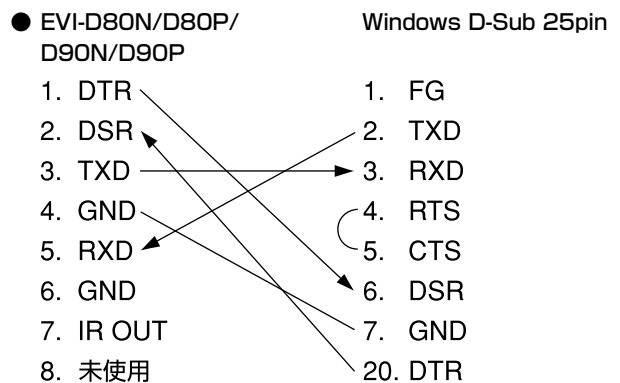 ● EVI-D80N/D80P/
D90N/D90P
1. DTR
2. DSR
3. TXD
4. GND
5. RXD
6. GND
7. IR OUT
8. 未使用
Windows D-Sub 25pin
1. FG
2. TXD
3. RXD
4. RTS
5. CTS
6. DSR
7. GND
20. DTR